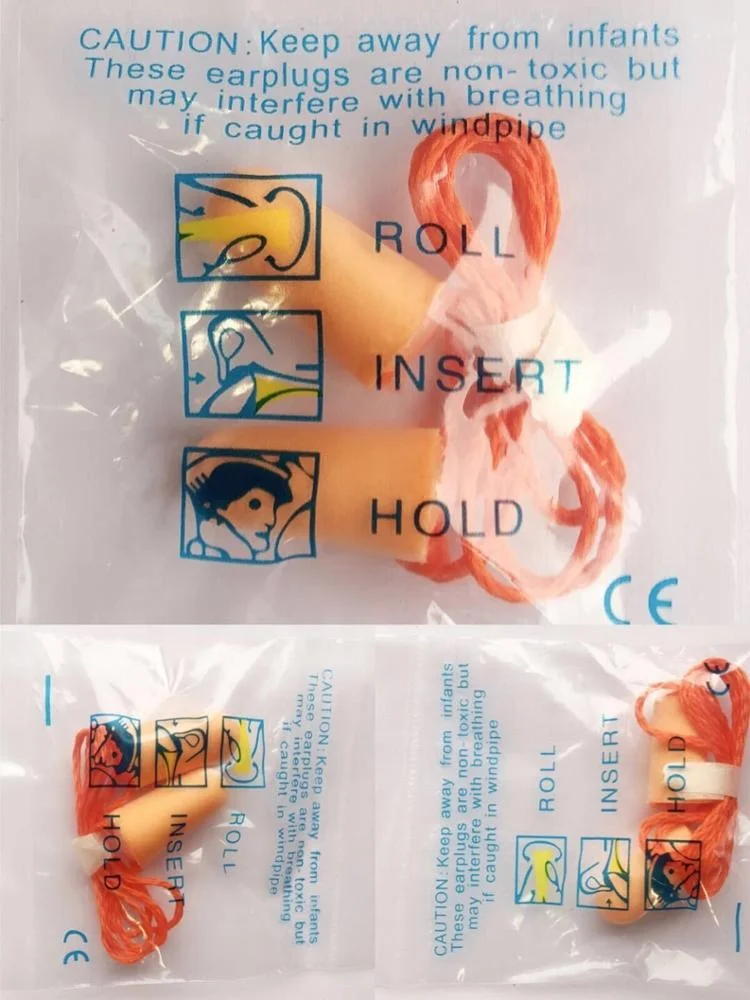 CAUTION: Keep away from infants
These earplugs are non-toxic but
may interfere with breathing
if caught in windpipe
ROLL
INSERT
HOLD
CE
CAUTION: Keep away from infants
These earplugs are non-toxic but
may interfere with breathing
if caught in windpipe
ROLL
INSERT
HOLD
CE
CAUTION: Keep away from infants
These earplugs are non-toxic but
may interfere with breathing
if caught in windpipe
ROLL
INSERT
HOLD
CE